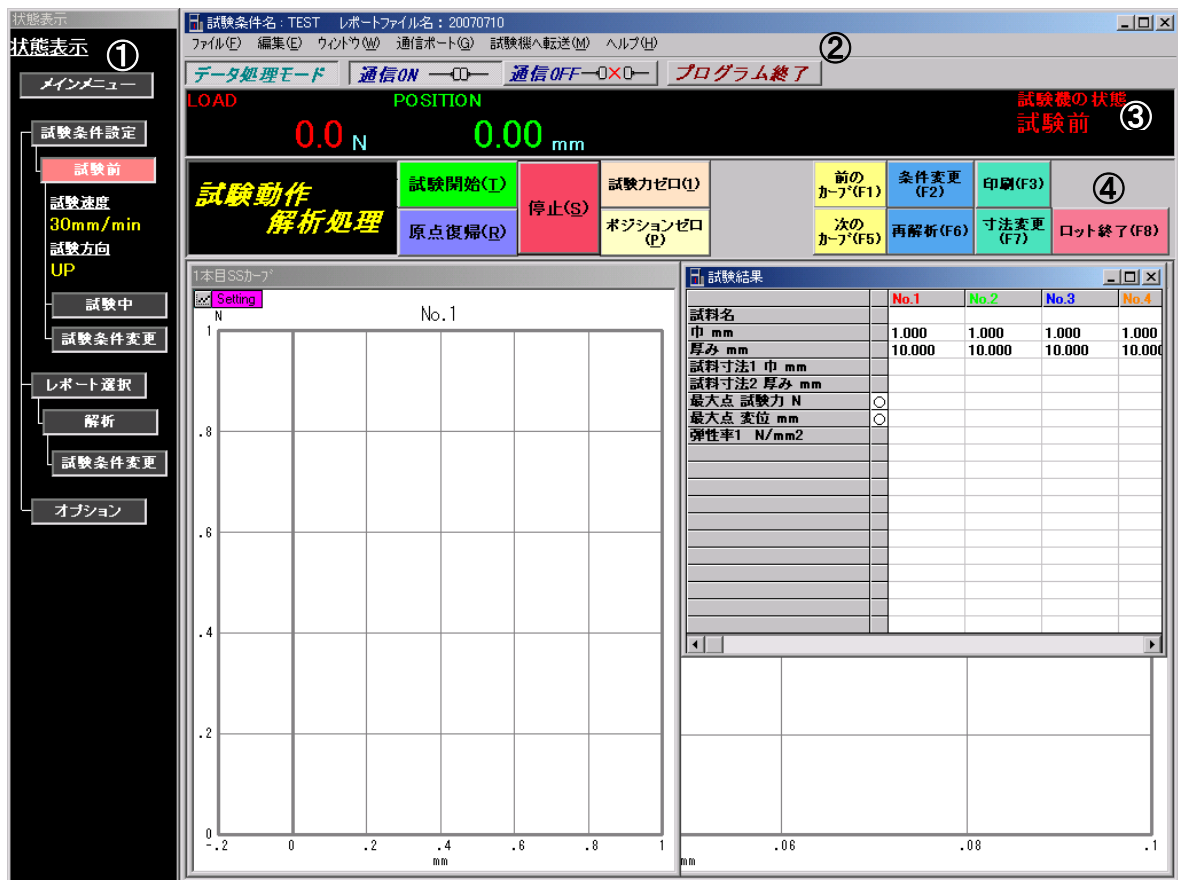 状態表示
状態表示
①
メインメニュー
試験条件設定
試験前
試験速度
30mm/min
試験方向
UP
試験中
試験条件変更
レポート選択
解析
試験条件変更
オプション
試験条件名:TEST レポートファイル名:20070710
ファイル(F) 編集(E) ウィンドウ(W) 通信ポート(G) 試験機へ転送(M) ヘルプ(H)
②
データ処理モード 通信ON 通信OFF プログラム終了
LOAD POSITION 試験機の状態
0.0 N 0.00 mm 試験前
③
試験動作
解析処理
試験開始(T)
原点復帰(R)
停止(S)
試験力ゼロ(1)
ポジションゼロ
(P)
前の
カーブ(F1)
次の
カーブ(F5)
条件変更
(F2)
再解析(F6)
印刷(F3)
寸法変更
(F7)
④
ロット終了(F8)
1本目SSカーブ
Setting
N
No.1
1
.8
.6
.4
.2
0
-.2 0 .2 .4 .6 .8 1
mm
試験結果
No.1 No.2 No.3 No.4
試料名
巾 mm 1.000 1.000 1.000 1.000
厚み mm 10.000 10.000 10.000 10.000
試料寸法1 巾 mm
試料寸法2 厚み mm
最大点 試験力 N ○
最大点 変位 mm ○
弾性率1 N/mm2
.06 .08 .1
mm